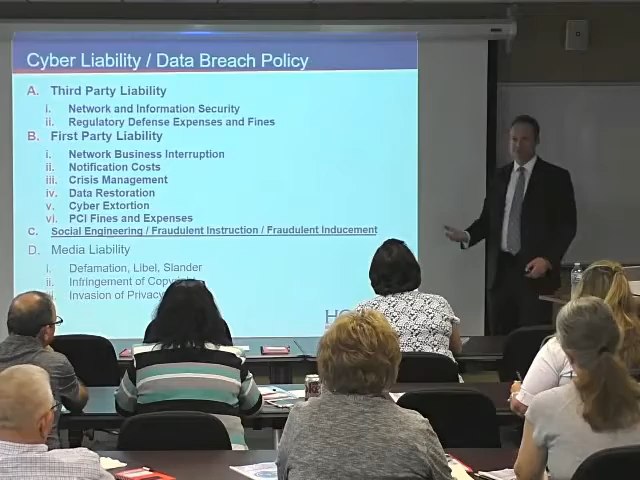 Cyber Liability / Data Breach Policy
A. Third Party Liability
i. Network and Information Security
ii. Regulatory Defense Expenses and Fines
B. First Party Liability
i. Network Business Interruption
ii. Notification Costs
iii. Crisis Management
iv. Data Restoration
v. Cyber Extortion
vi. PCI Fines and Expenses
C. Social Engineering / Fraudulent Instruction / Fraudulent Inducement
D. Media Liability
i. Defamation, Libel, Slander
ii. Infringement of
iii. Invasion of Privacy